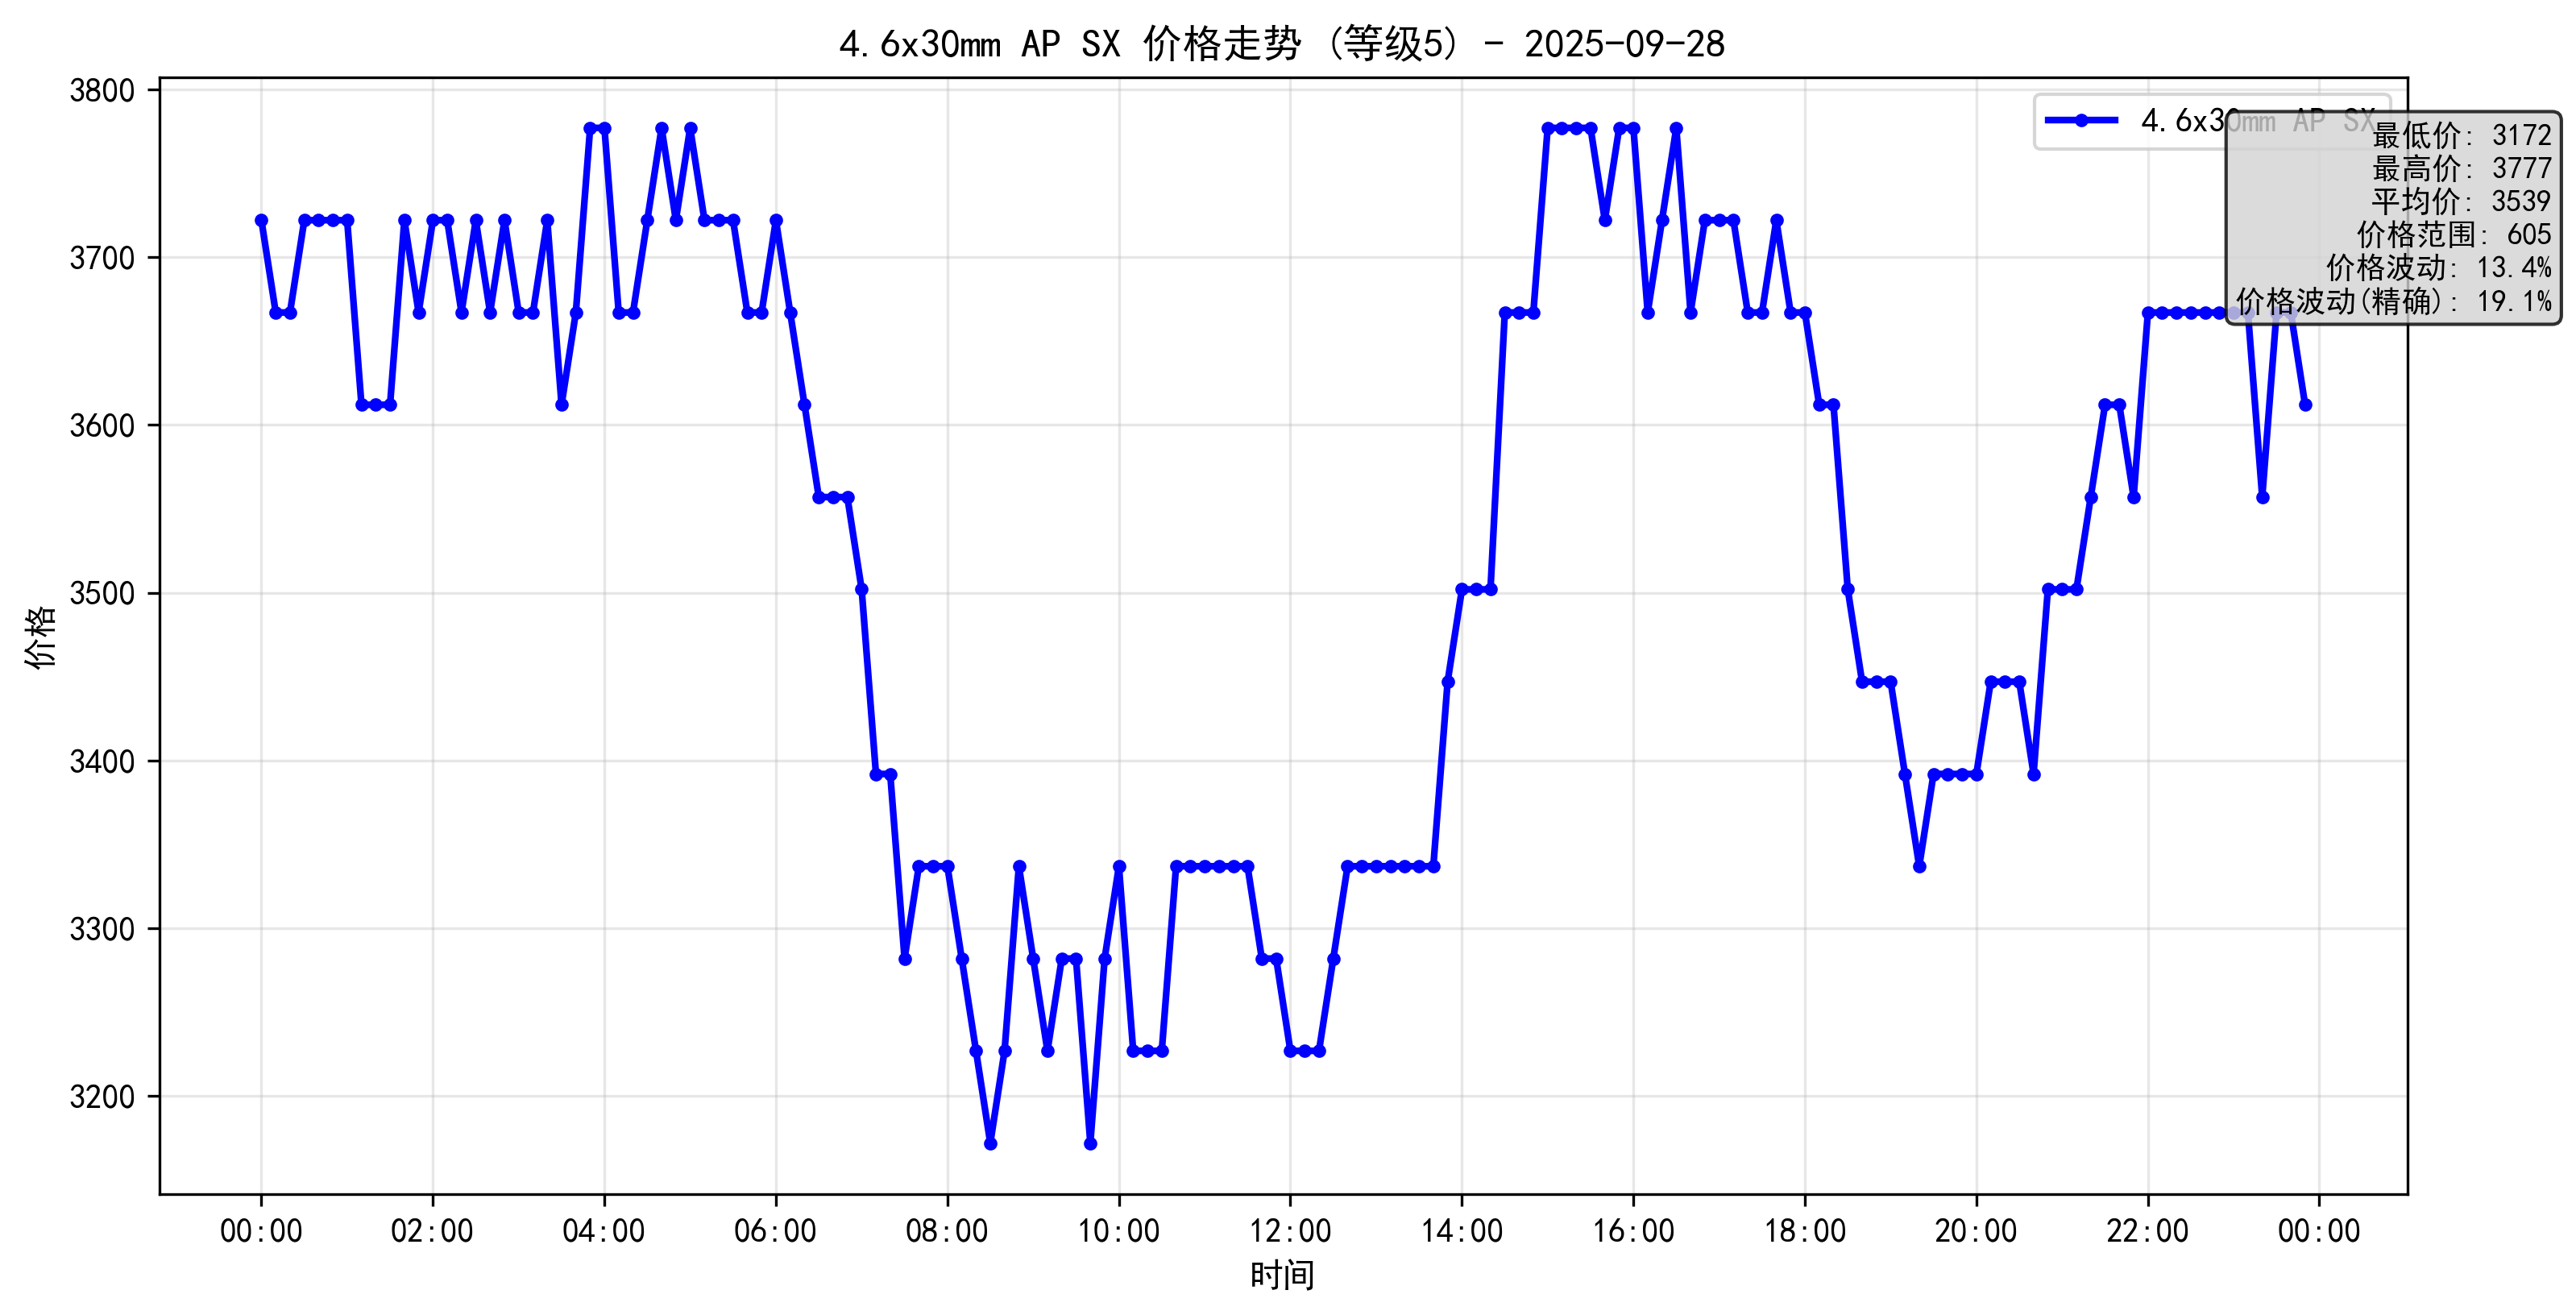 4.6x30mm AP SX 价格走势 (等级5) - 2025-09-28
3800
3700
3600
3500
3400
3300
3200
价格
4.6x30mm AP SX
最低价: 3172
最高价: 3777
平均价: 3539
价格范围: 605
价格波动: 13.4%
价格波动(精确): 19.1%
00:00 02:00 04:00 06:00 08:00 10:00 12:00 14:00 16:00 18:00 20:00 22:00 00:00
时间